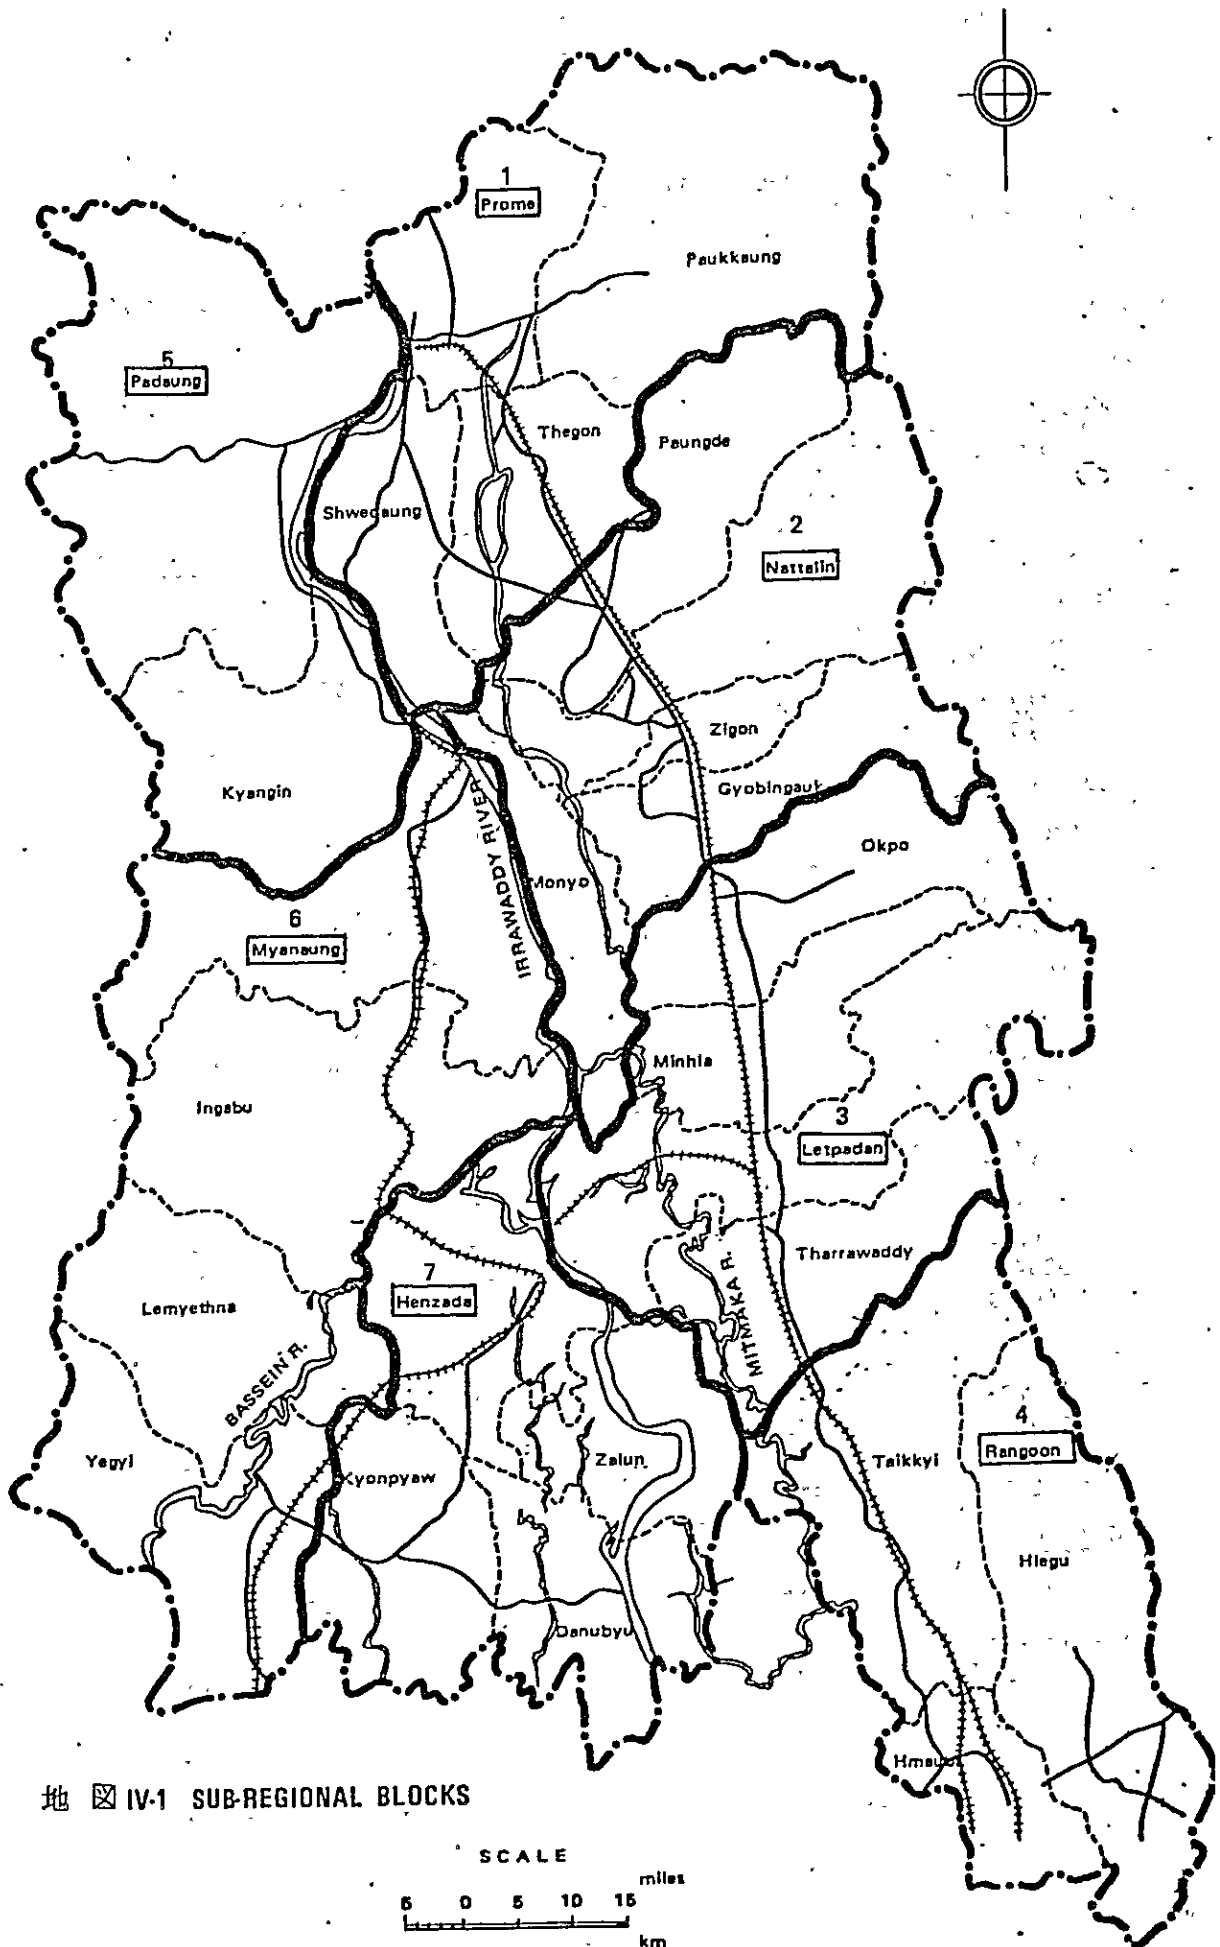 1
Prome
Paukkaung
5
Padaung
Thegon
Paungde
Shwedaung
2
Nattalin
Zigon
Kyangin
Gyobingauk
IRRAWADDY RIVER
Okpo
Monyo
6
Myanaung
Minhla
Ingabu
3
Letpadan
Tharrawaddy
7
Henzada
Lemyethna
MITMAKA R.
BASSEIN R.
4
Rangoon
Yegyi
Kyonpyaw
Zalun
Taikkyi
Hlegu
Danubyu
地 図 IV-1 SUB-REGIONAL BLOCKS
SCALE
miles
5 0 5 10 15
km